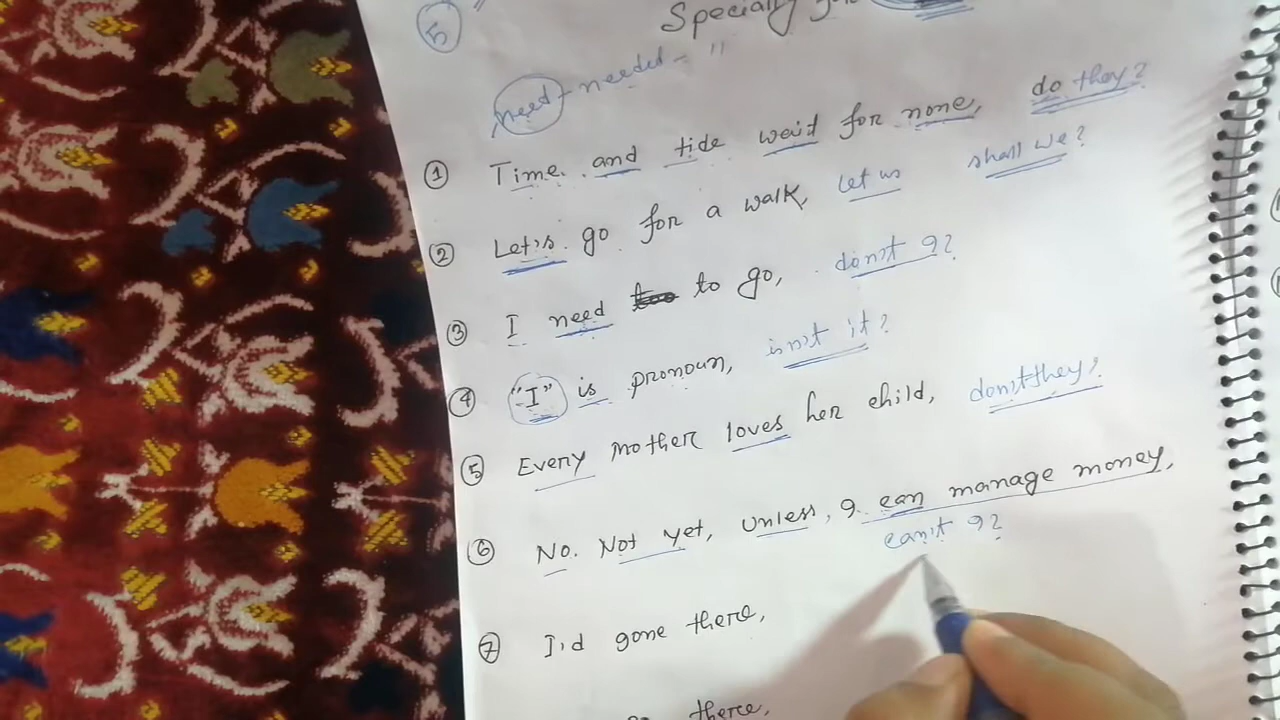 5
Specially
need - needed - "
① Time and tide wait for none, do they?
② Let's go for a walk, Let us shall we?
③ I need to go, don't I?
④ "I" is pronoun, isn't it?
⑤ Every mother loves her child, don't they?
⑥ No. Not yet, unless, I can manage money,
can't I?
⑦ I'd gone there,
there,